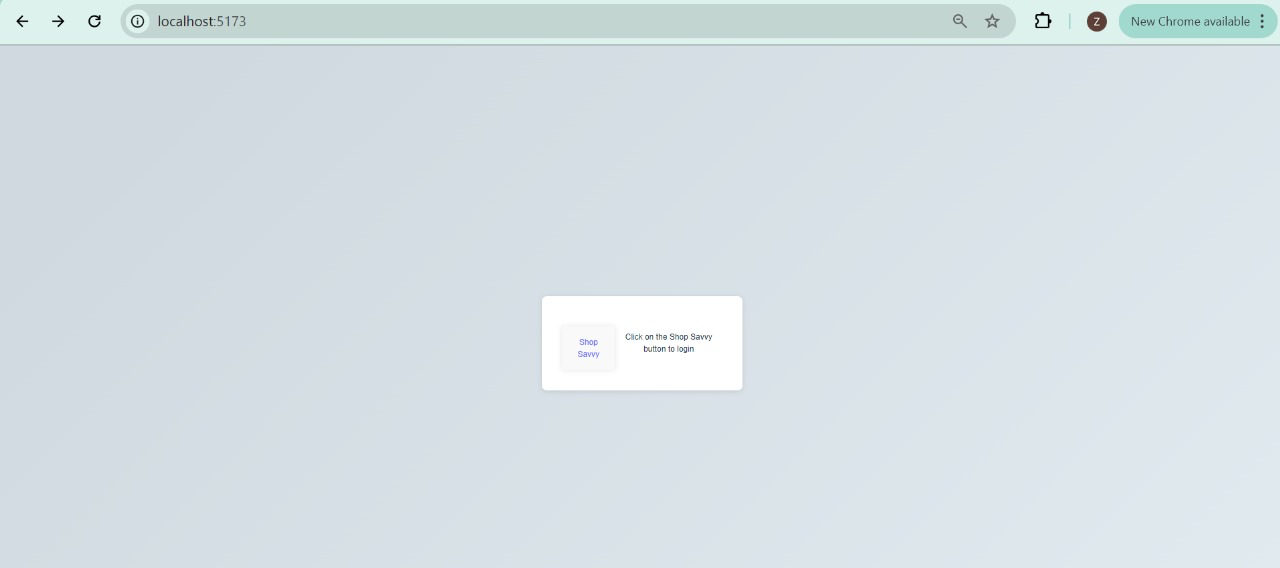 localhost:5173
Z
New Chrome available
Shop
Savvy
Click on the Shop Savvy
button to login